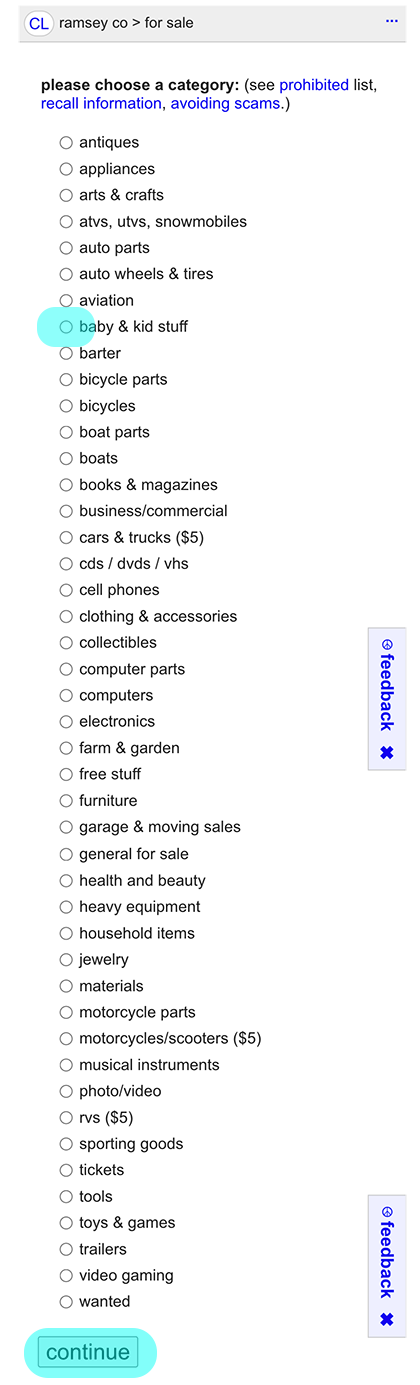 CL ramsey co > for sale ...
please choose a category: (see prohibited list,
recall information, avoiding scams.)
antiques
appliances
arts & crafts
atvs, utvs, snowmobiles
auto parts
auto wheels & tires
aviation
baby & kid stuff
barter
bicycle parts
bicycles
boat parts
boats
books & magazines
business/commercial
cars & trucks ($5)
cds / dvds / vhs
cell phones
clothing & accessories
collectibles
computer parts
computers
electronics
farm & garden
free stuff
furniture
garage & moving sales
general for sale
health and beauty
heavy equipment
household items
jewelry
materials
motorcycle parts
motorcycles/scooters ($5)
musical instruments
photo/video
rvs ($5)
sporting goods
tickets
tools
toys & games
trailers
video gaming
wanted
continue
☮ feedback ✖
☮ feedback ✖